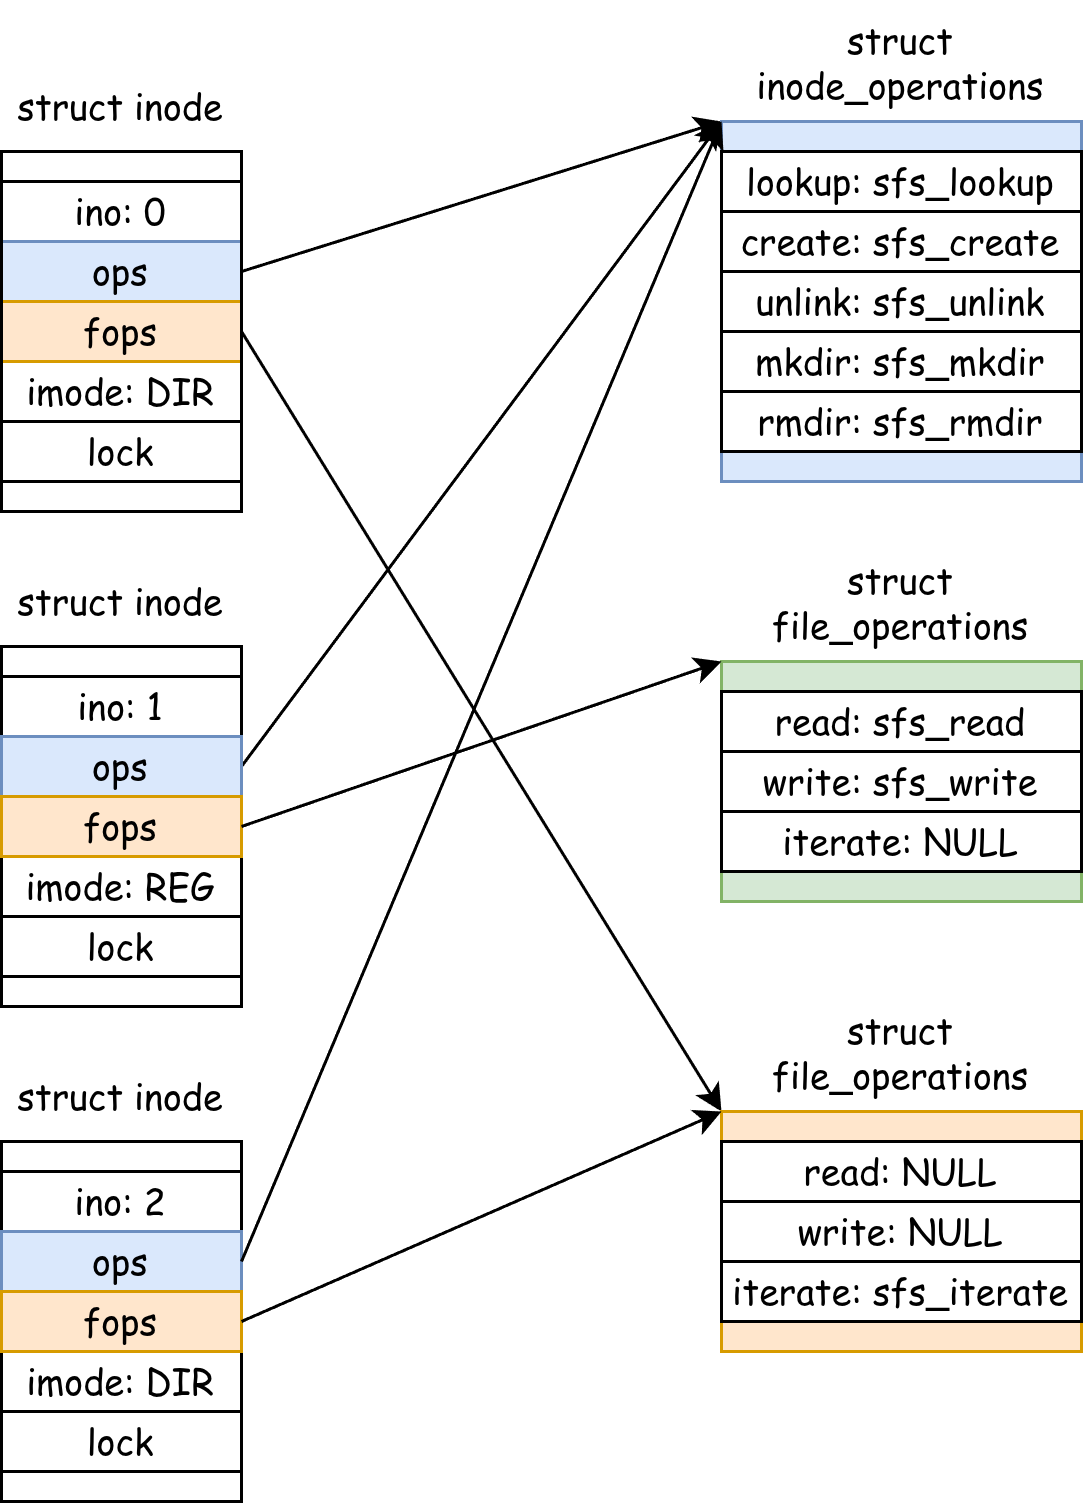 struct inode
ino: 0
ops
fops
imode: DIR
lock
struct inode
ino: 1
ops
fops
imode: REG
lock
struct inode
ino: 2
ops
fops
imode: DIR
lock
struct
inode_operations
lookup: sfs_lookup
create: sfs_create
unlink: sfs_unlink
mkdir: sfs_mkdir
rmdir: sfs_rmdir
struct
file_operations
read: sfs_read
write: sfs_write
iterate: NULL
struct
file_operations
read: NULL
write: NULL
iterate: sfs_iterate